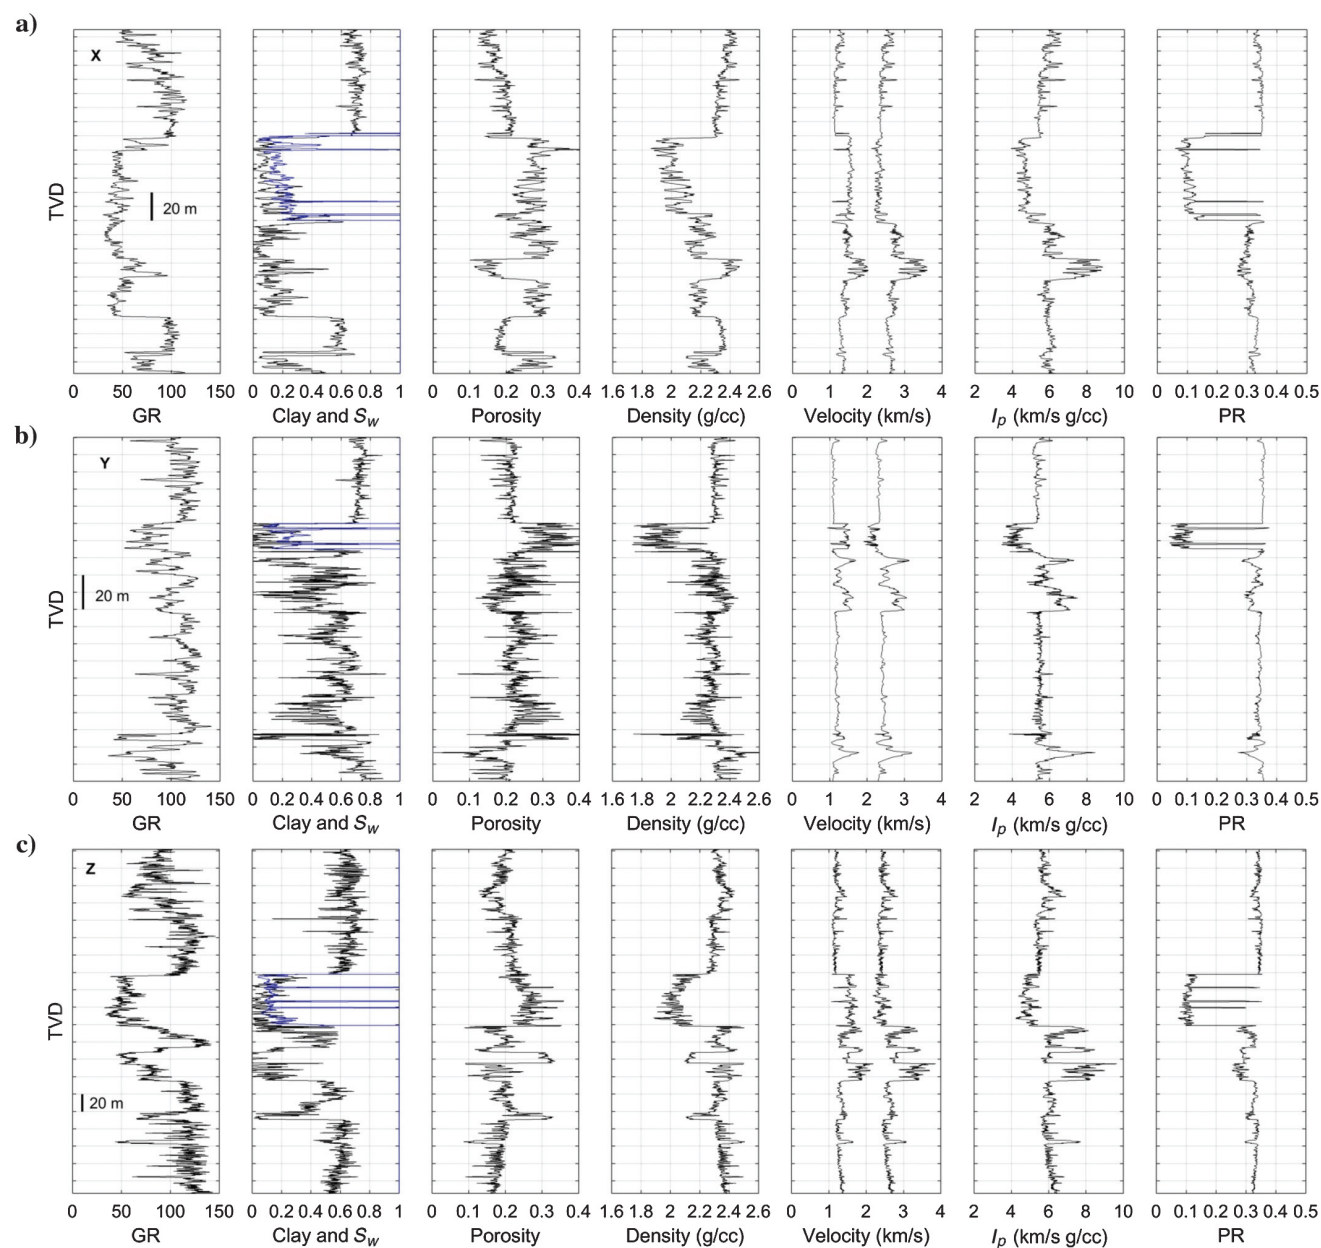 a)
X
TVD
20 m
0 50 100 150
0 0.2 0.4 0.6 0.8 1
0 0.1 0.2 0.3 0.4
1.6 1.8 2 2.2 2.4 2.6
0 1 2 3 4
2 4 6 8 10
0 0.1 0.2 0.3 0.4 0.5
GR
Clay and Sw
Porosity
Density (g/cc)
Velocity (km/s)
Ip (km/s g/cc)
PR
b)
Y
TVD
20 m
0 50 100 150
0 0.2 0.4 0.6 0.8 1
0 0.1 0.2 0.3 0.4
1.6 1.8 2 2.2 2.4 2.6
0 1 2 3 4
2 4 6 8 10
0 0.1 0.2 0.3 0.4 0.5
GR
Clay and Sw
Porosity
Density (g/cc)
Velocity (km/s)
Ip (km/s g/cc)
PR
c)
Z
TVD
20 m
0 50 100 150
0 0.2 0.4 0.6 0.8 1
0 0.1 0.2 0.3 0.4
1.6 1.8 2 2.2 2.4 2.6
0 1 2 3 4
2 4 6 8 10
0 0.1 0.2 0.3 0.4 0.5
GR
Clay and Sw
Porosity
Density (g/cc)
Velocity (km/s)
Ip (km/s g/cc)
PR